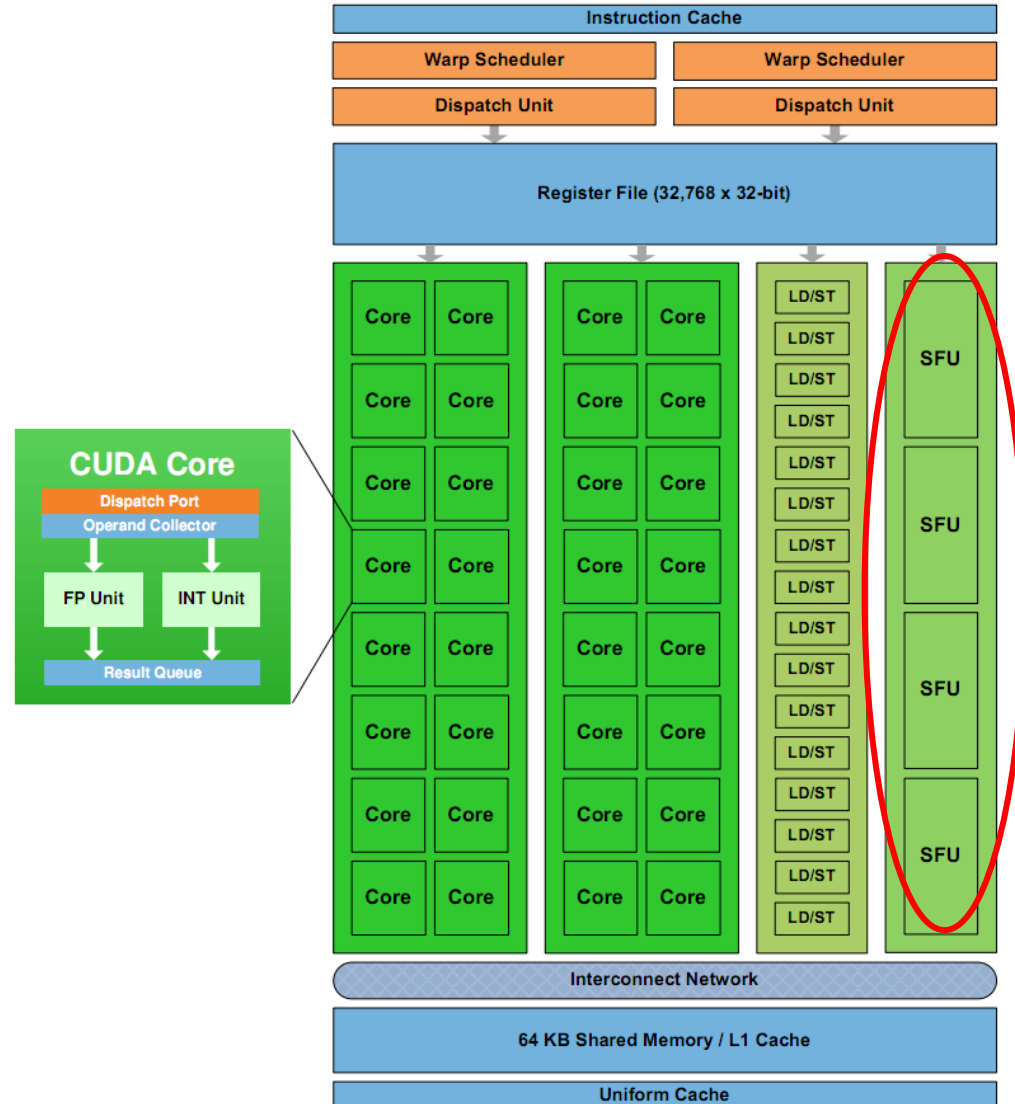 Instruction Cache
Warp Scheduler Warp Scheduler
Dispatch Unit Dispatch Unit
Register File (32,768 x 32-bit)
LD/ST
Core Core Core Core
LD/ST
SFU
LD/ST
Core Core Core Core
LD/ST
CUDA Core
LD/ST
Core Core Core Core
Dispatch Port
LD/ST
Operand Collector
SFU
LD/ST
Core Core Core Core
LD/ST
FP Unit INT Unit
LD/ST
Core Core Core Core
LD/ST
Result Queue
SFU
LD/ST
Core Core Core Core
LD/ST
LD/ST
Core Core Core Core
LD/ST
SFU
LD/ST
Core Core Core Core
LD/ST
Interconnect Network
64 KB Shared Memory / L1 Cache
Uniform Cache